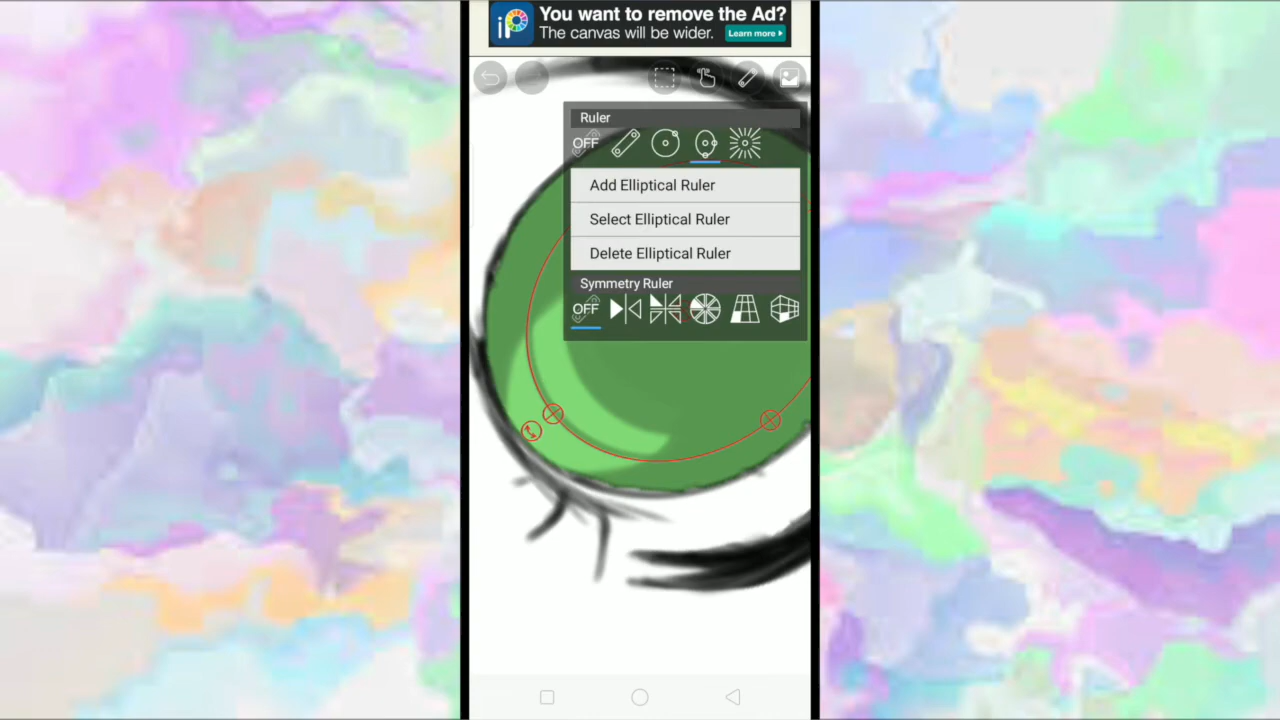 iP
You want to remove the Ad?
The canvas will be wider.
Learn more
Ruler
OFF
Add Elliptical Ruler
Select Elliptical Ruler
Delete Elliptical Ruler
Symmetry Ruler
OFF